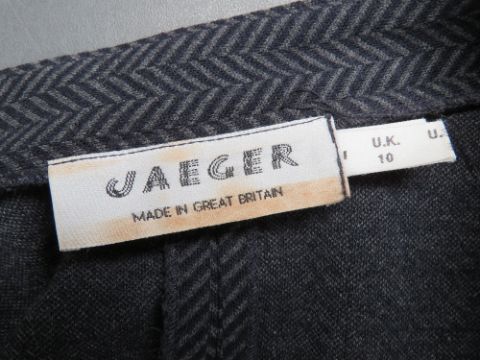 JAEGER
MADE IN GREAT BRITAIN
U.K.
10
U.